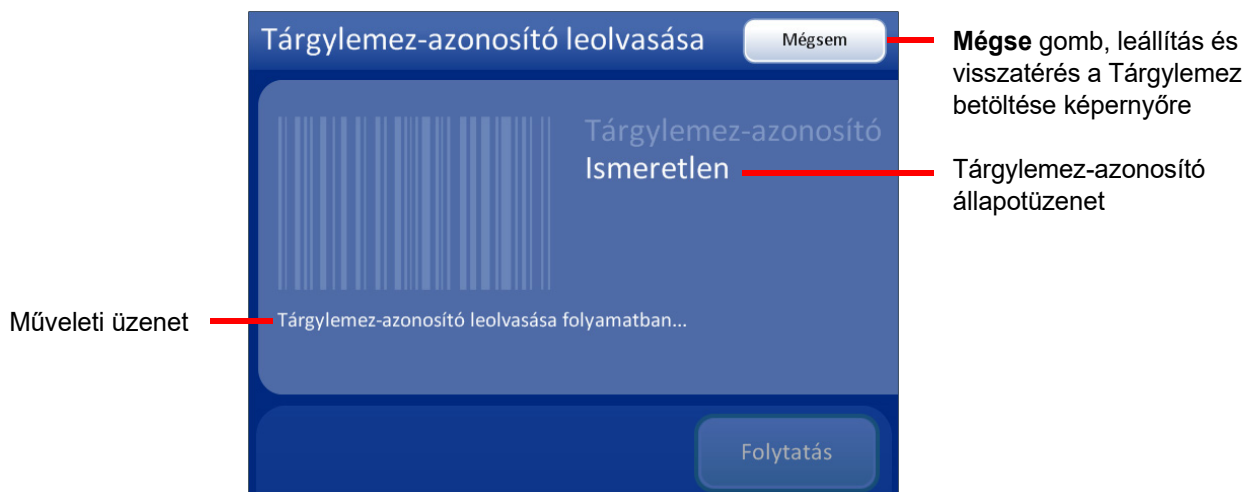 Tárgylemez-azonosító leolvasása
Mégsem
Mégse gomb, leállítás és
visszatérés a Tárgylemez
betöltése képernyőre
Tárgylemez-azonosító
Ismeretlen
Tárgylemez-azonosító
állapotüzenet
Műveleti üzenet
Tárgylemez-azonosító leolvasása folyamatban...
Folytatás